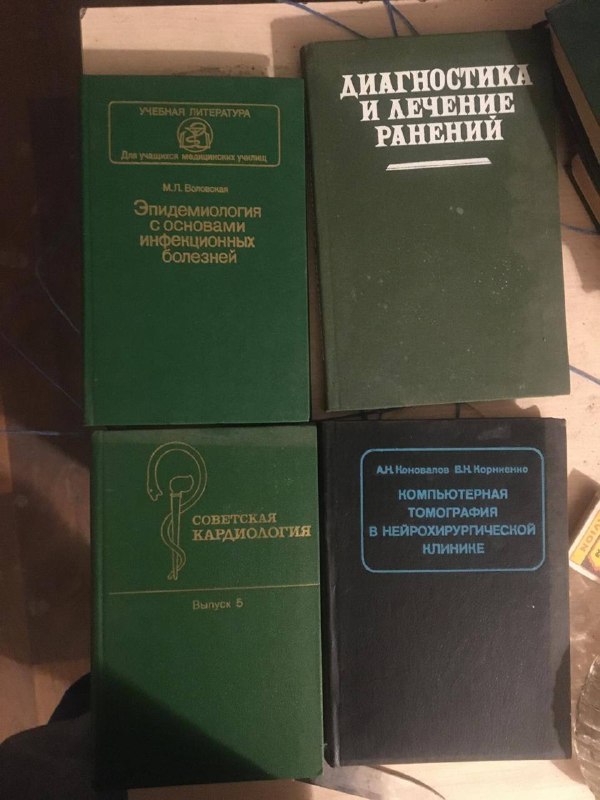 УЧЕБНАЯ ЛИТЕРАТУРА
Для учащихся медицинских училищ
М.Л. Воловская
Эпидемиология
с основами
инфекционных
болезней
ДИАГНОСТИКА
И ЛЕЧЕНИЕ
РАНЕНИЙ
СОВЕТСКАЯ
КАРДИОЛОГИЯ
Выпуск 5
А.Н. Коновалов В.Н. Корниенко
КОМПЬЮТЕРНАЯ
ТОМОГРАФИЯ
В НЕЙРОХИРУРГИЧЕСКОЙ
КЛИНИКЕ